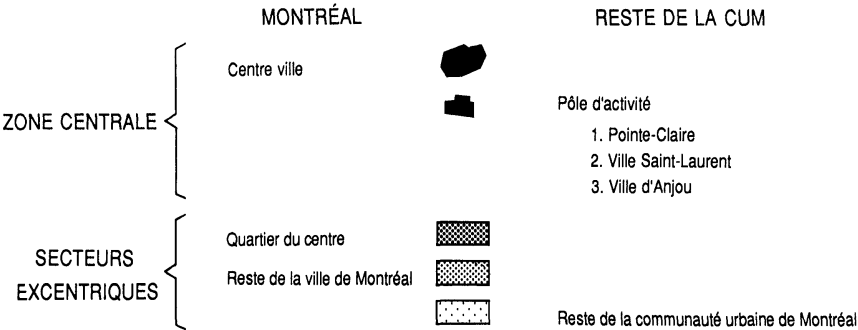 MONTRÉAL
RESTE DE LA CUM
Centre ville
ZONE CENTRALE
Pôle d'activité
1. Pointe-Claire
2. Ville Saint-Laurent
3. Ville d'Anjou
SECTEURS
EXCENTRIQUES
Quartier du centre
Reste de la ville de Montréal
Reste de la communauté urbaine de Montréal